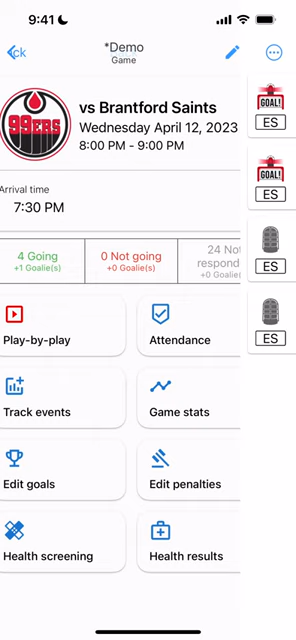 9:41
ck
*Demo
Game
99ERS
vs Brantford Saints
Wednesday April 12, 2023
8:00 PM - 9:00 PM
Arrival time
7:30 PM
4 Going
+1 Goalie(s)
0 Not going
+0 Goalie(s)
24 Not
respond
+0 Goalie(
Play-by-play
Attendance
Track events
Game stats
Edit goals
Edit penalties
Health screening
Health results
GOAL!
ES
GOAL!
ES
ES
ES